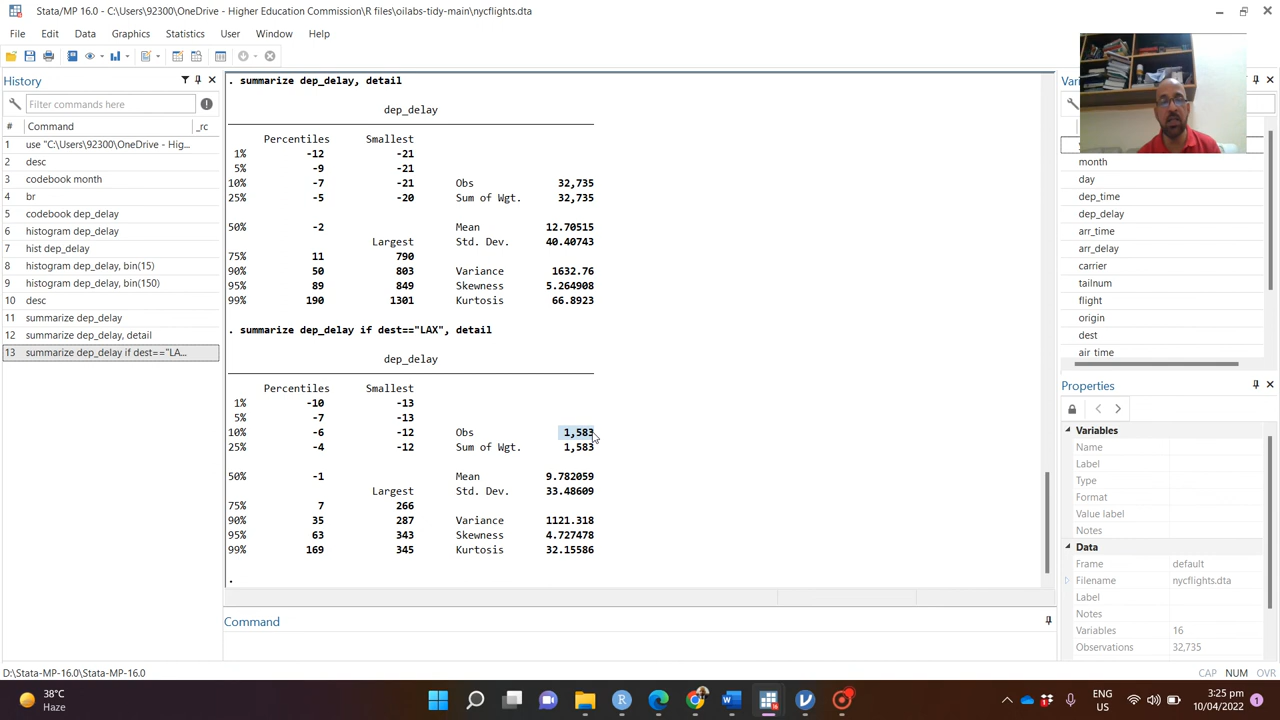 Stata/MP 16.0 - C:\Users\92300\OneDrive - Higher Education Commission\R files\oilabs-tidy-main\nycflights.dta
File Edit Data Graphics Statistics User Window Help
History
Filter commands here
# Command _rc
1 use "C:\Users\92300\OneDrive - Hig...
2 desc
3 codebook month
4 br
5 codebook dep_delay
6 histogram dep_delay
7 hist dep_delay
8 histogram dep_delay, bin(15)
9 histogram dep_delay, bin(150)
10 desc
11 summarize dep_delay
12 summarize dep_delay, detail
13 summarize dep_delay if dest=="LA...
. summarize dep_delay, detail
dep_delay
Percentiles Smallest
1% -12 -21
5% -9 -21
10% -7 -21 Obs 32,735
25% -5 -20 Sum of Wgt. 32,735
50% -2 Mean 12.70515
Largest Std. Dev. 40.40743
75% 11 790
90% 50 803 Variance 1632.76
95% 89 849 Skewness 5.264908
99% 190 1301 Kurtosis 66.8923
. summarize dep_delay if dest=="LAX", detail
dep_delay
Percentiles Smallest
1% -10 -13
5% -7 -13
10% -6 -12 Obs 1,583
25% -4 -12 Sum of Wgt. 1,583
50% -1 Mean 9.782059
Largest Std. Dev. 33.48609
75% 7 266
90% 35 287 Variance 1121.318
95% 63 343 Skewness 4.727478
99% 169 345 Kurtosis 32.15586
.
Command
month
day
dep_time
dep_delay
arr_time
arr_delay
carrier
tailnum
flight
origin
dest
air time
Properties
Variables
Name
Label
Type
Format
Value label
Notes
Data
Frame default
Filename nycflights.dta
Label
Notes
Variables 16
Observations 32,735
D:\Stata-MP-16.0\Stata-MP-16.0
CAP NUM OVR
38°C
Haze
ENG
US
3:25 pm
10/04/2022
1